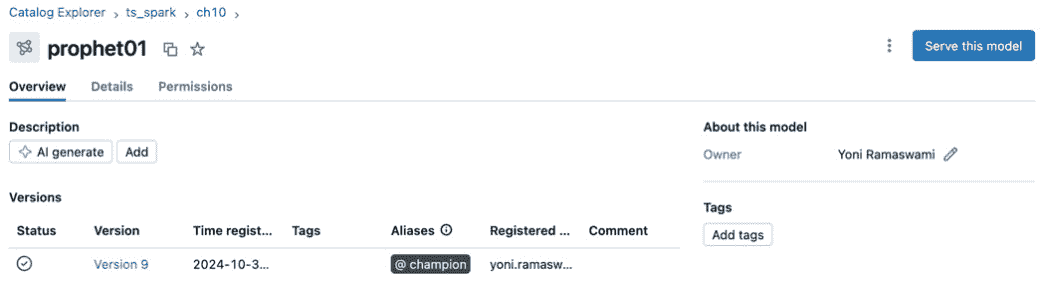 Catalog Explorer > ts_spark > ch10 >
prophet01
Serve this model
Overview Details Permissions
Description
AI generate Add
Versions
Status Version Time regist... Tags Aliases Registered ... Comment
Version 9 2024-10-3... @ champion yoni.ramasw...
About this model
Owner Yoni Ramaswami
Tags
Add tags